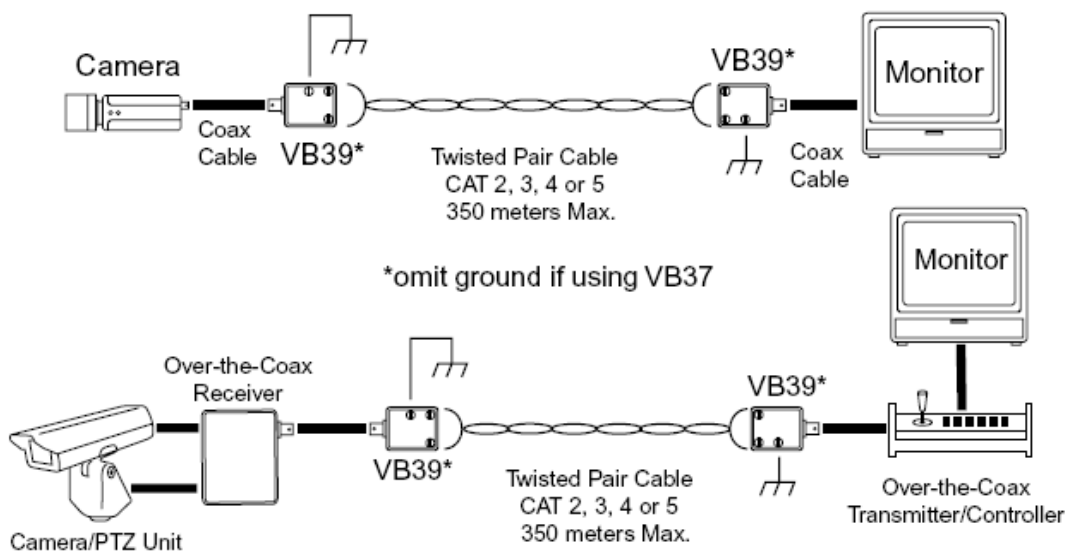 Camera
Coax
Cable
VB39*
Twisted Pair Cable
CAT 2, 3, 4 or 5
350 meters Max.
VB39*
Coax
Cable
Monitor
*omit ground if using VB37
Monitor
Over-the-Coax
Receiver
Camera/PTZ Unit
VB39*
Twisted Pair Cable
CAT 2, 3, 4 or 5
350 meters Max.
VB39*
Over-the-Coax
Transmitter/Controller